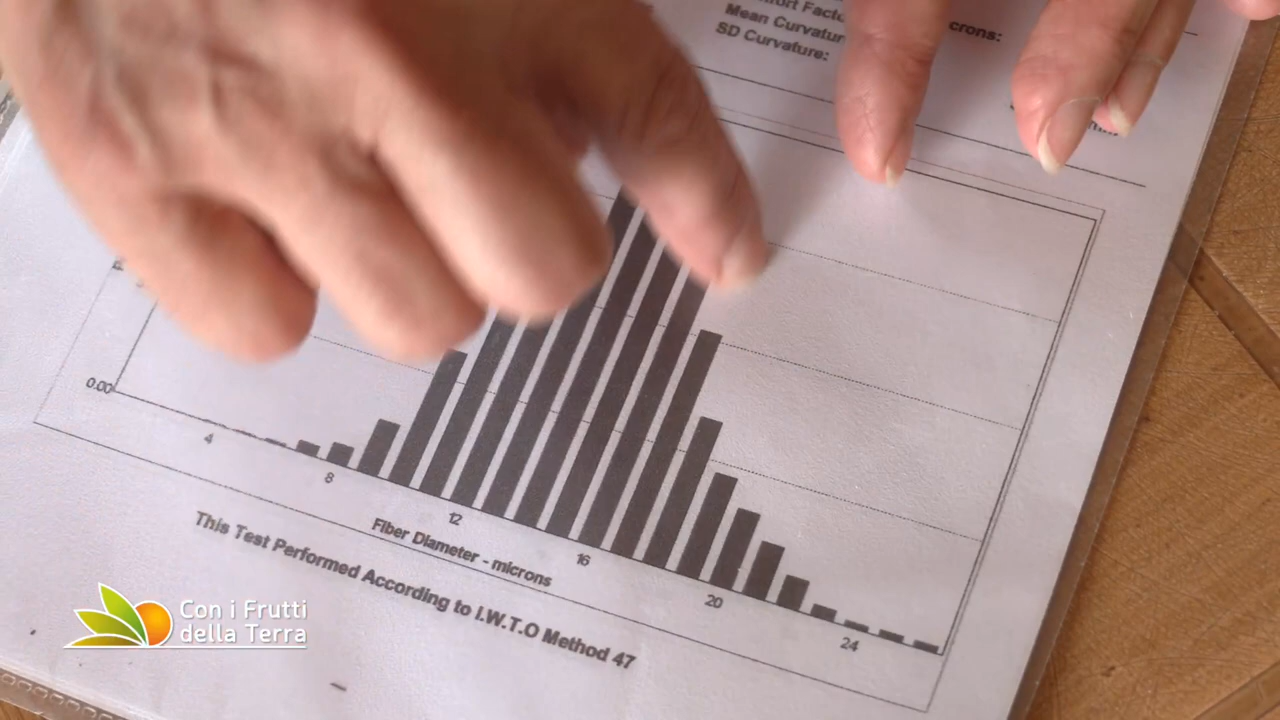 crons:
Mean
SD Curvature:
0.00
4
8
12
16
20
24
Fiber Diameter - microns
This Test Performed According to I.W.T.O Method 47
Con i Frutti
della Terra